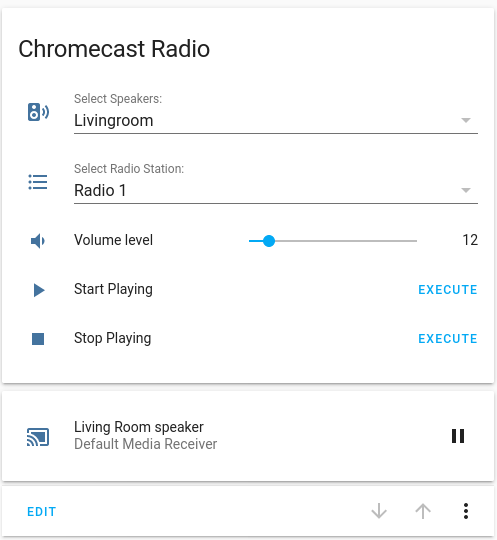 Chromecast Radio
Select Speakers:
Livingroom
Select Radio Station:
Radio 1
Volume level 12
Start Playing EXECUTE
Stop Playing EXECUTE
Living Room speaker
Default Media Receiver
EDIT